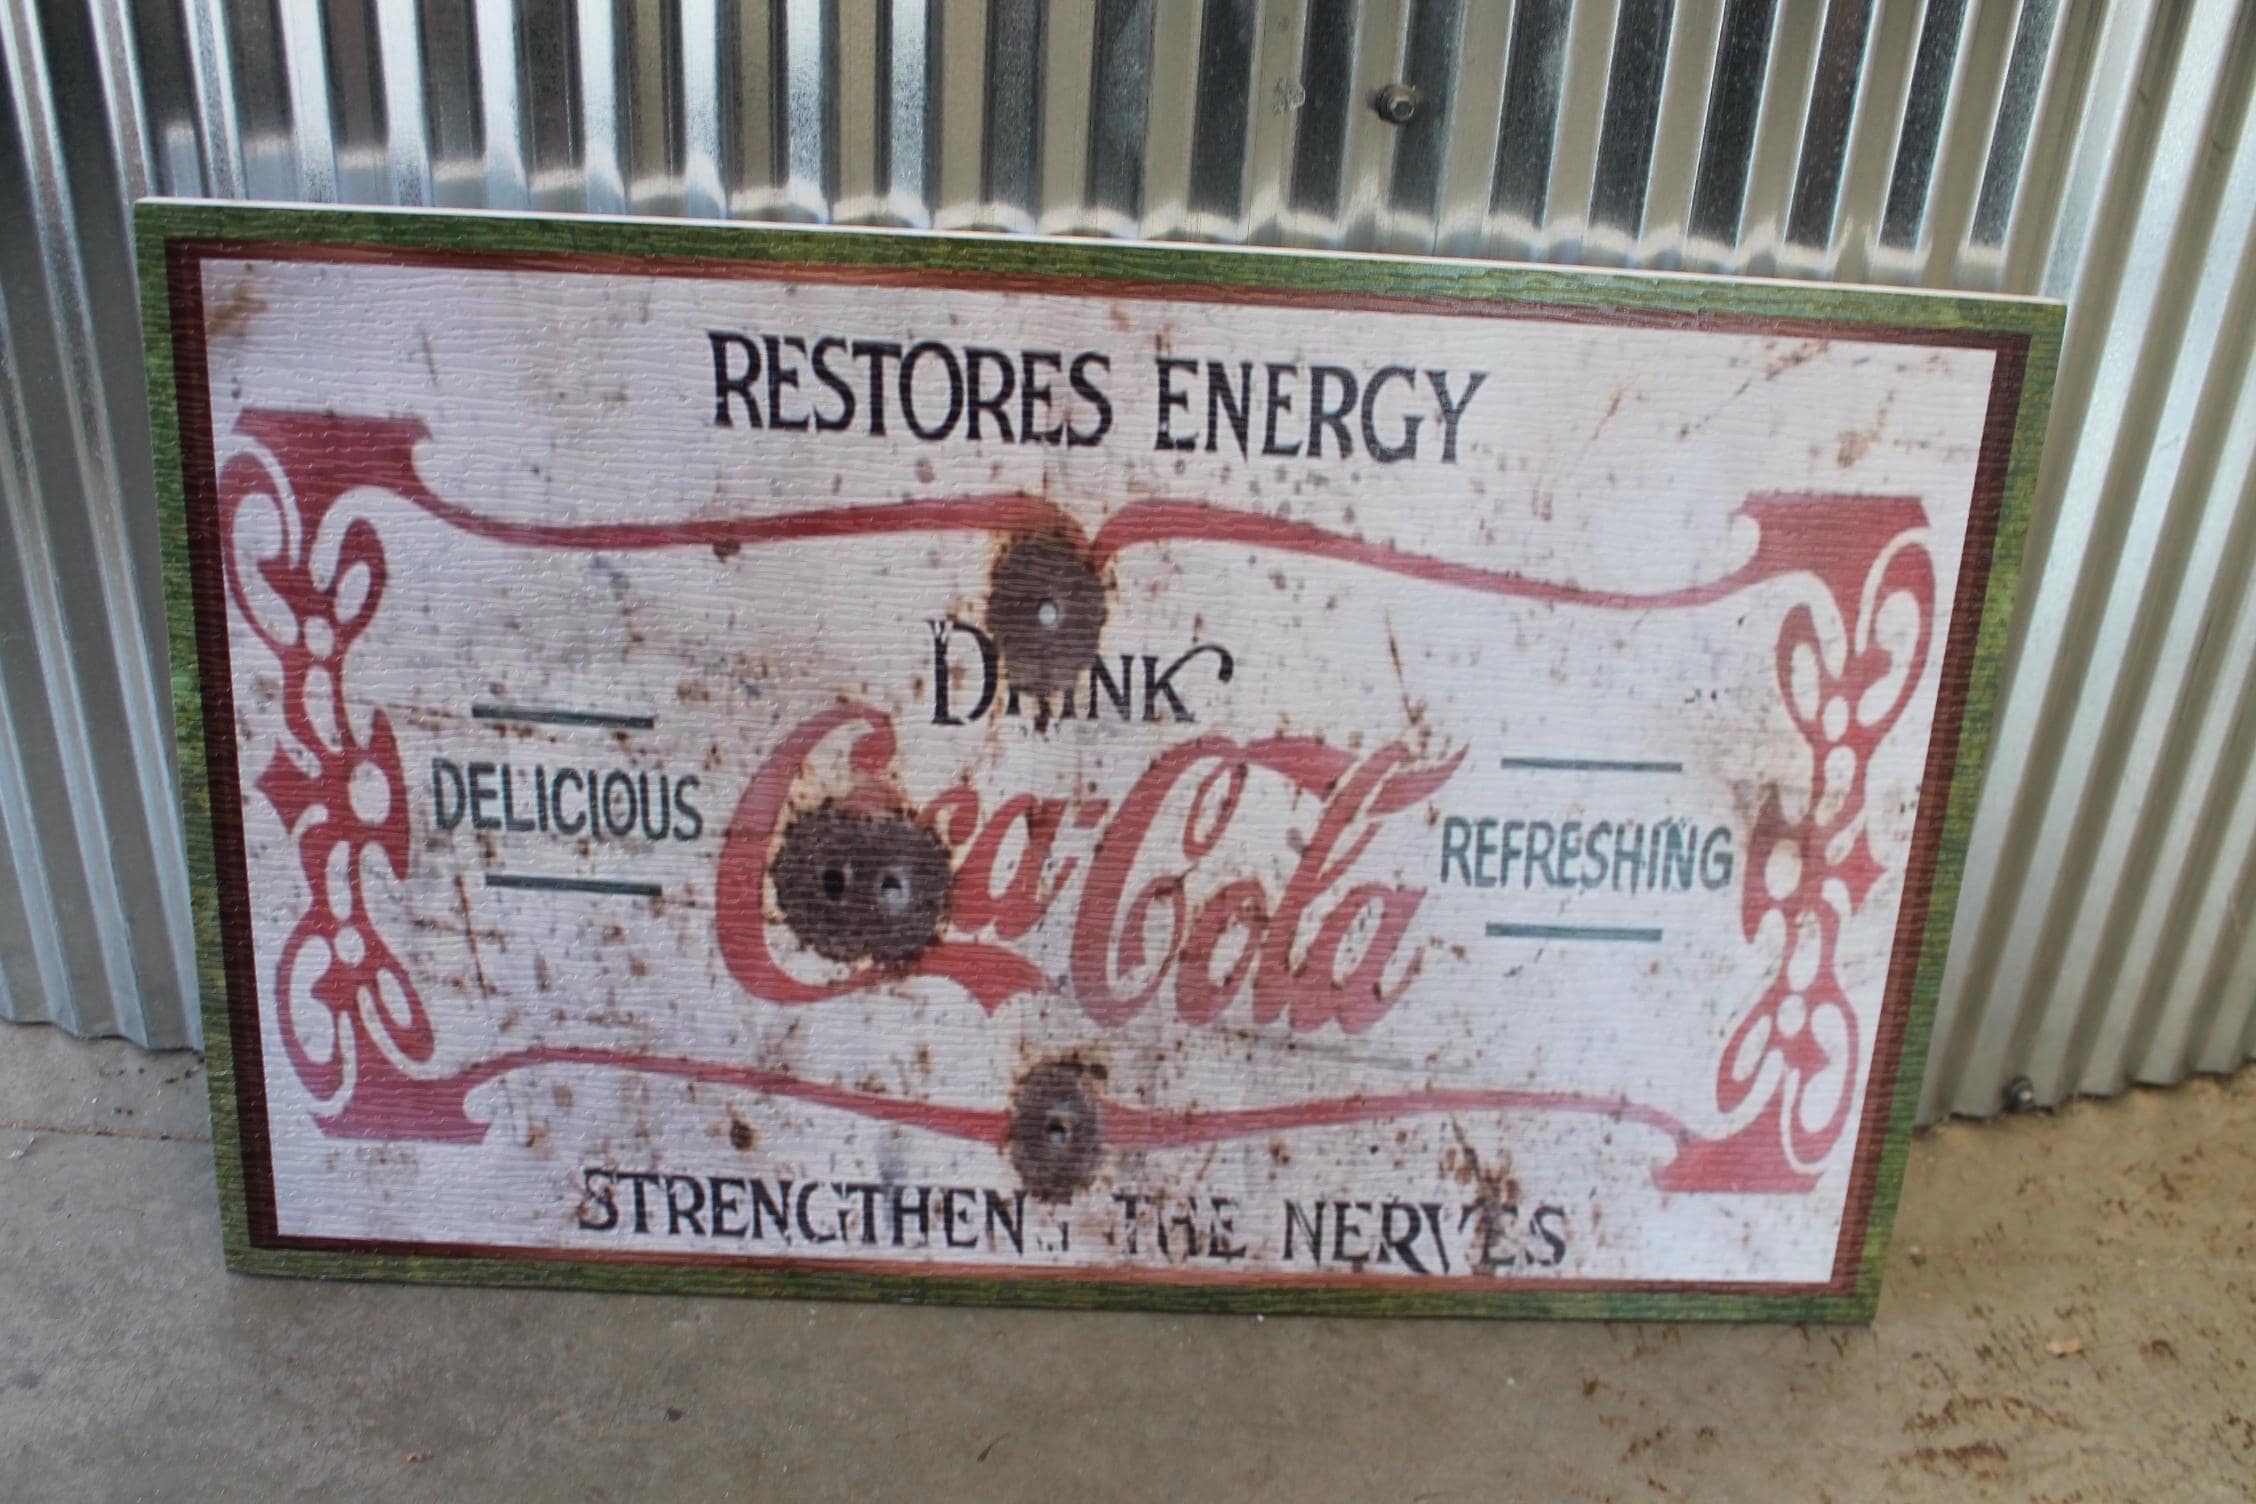 RESTORES ENERGY
DRINK
DELICIOUS
Coca-Cola
REFRESHING
STRENGTHENS THE NERVES